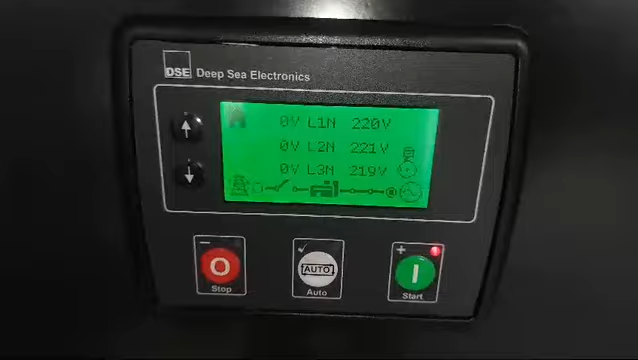 DSE Deep Sea Electronics
0V L1N 220V
0V L2N 221V
0V L3N 219V
Stop
AUTO
Auto
Start